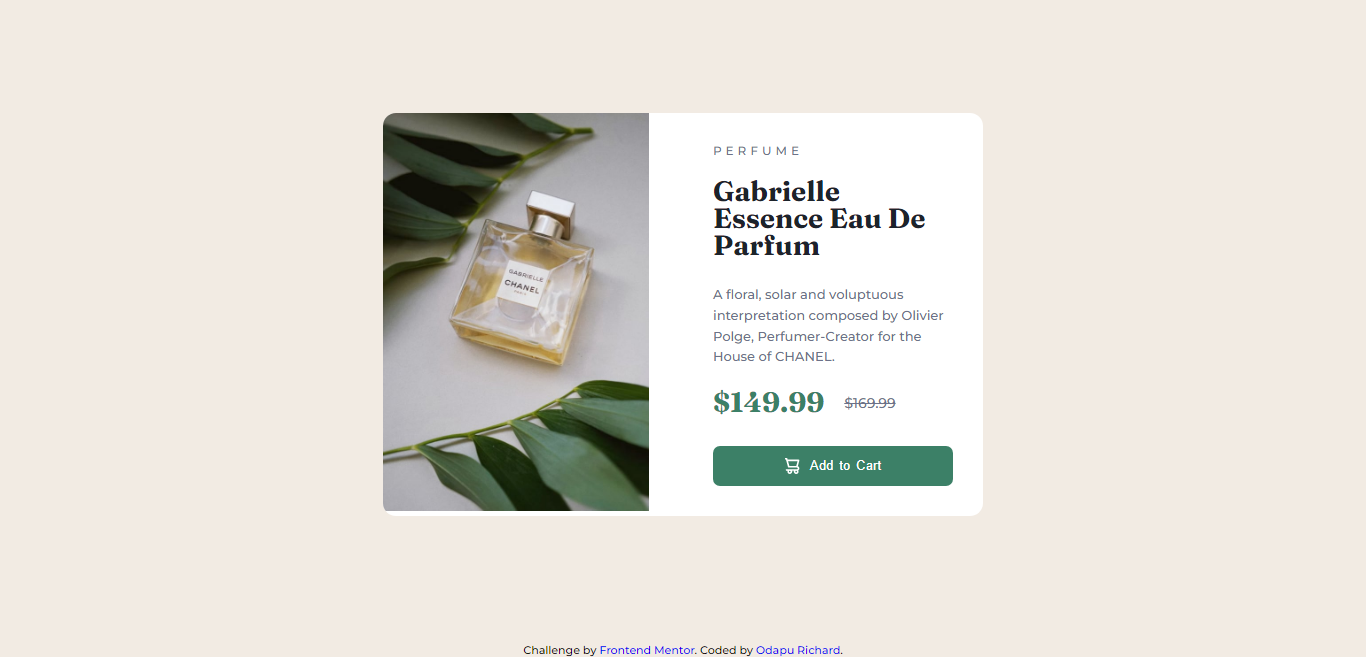 GABRIELLE
CHANEL
PARIS
PERFUME
Gabrielle
Essence Eau De
Parfum
A floral, solar and voluptuous
interpretation composed by Olivier
Polge, Perfumer-Creator for the
House of CHANEL.
$149.99 $169.99
Add to Cart
Challenge by Frontend Mentor. Coded by Odapu Richard.